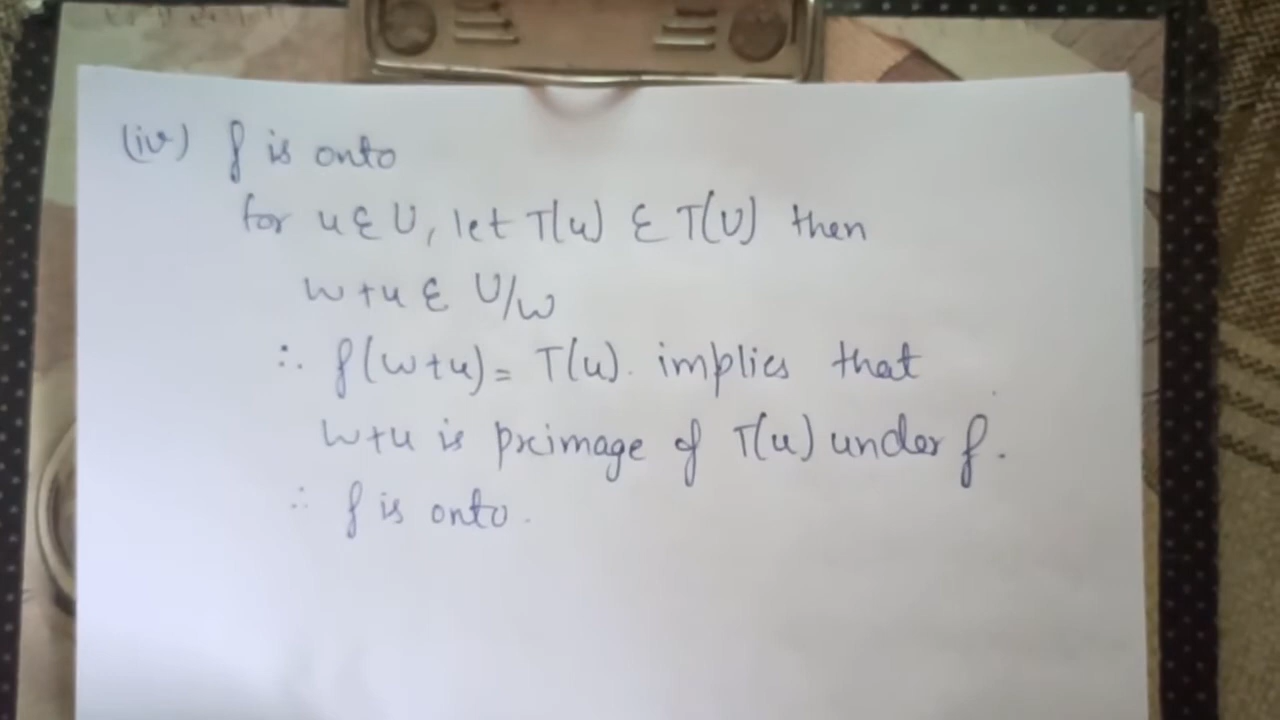 (iv) f is onto
for u ∈ U, let T(u) ∈ T(U) then
w+u ∈ U/w
∴ f(w+u) = T(u). implies that
w+u is preimage of T(u) under f.
∴ f is onto.